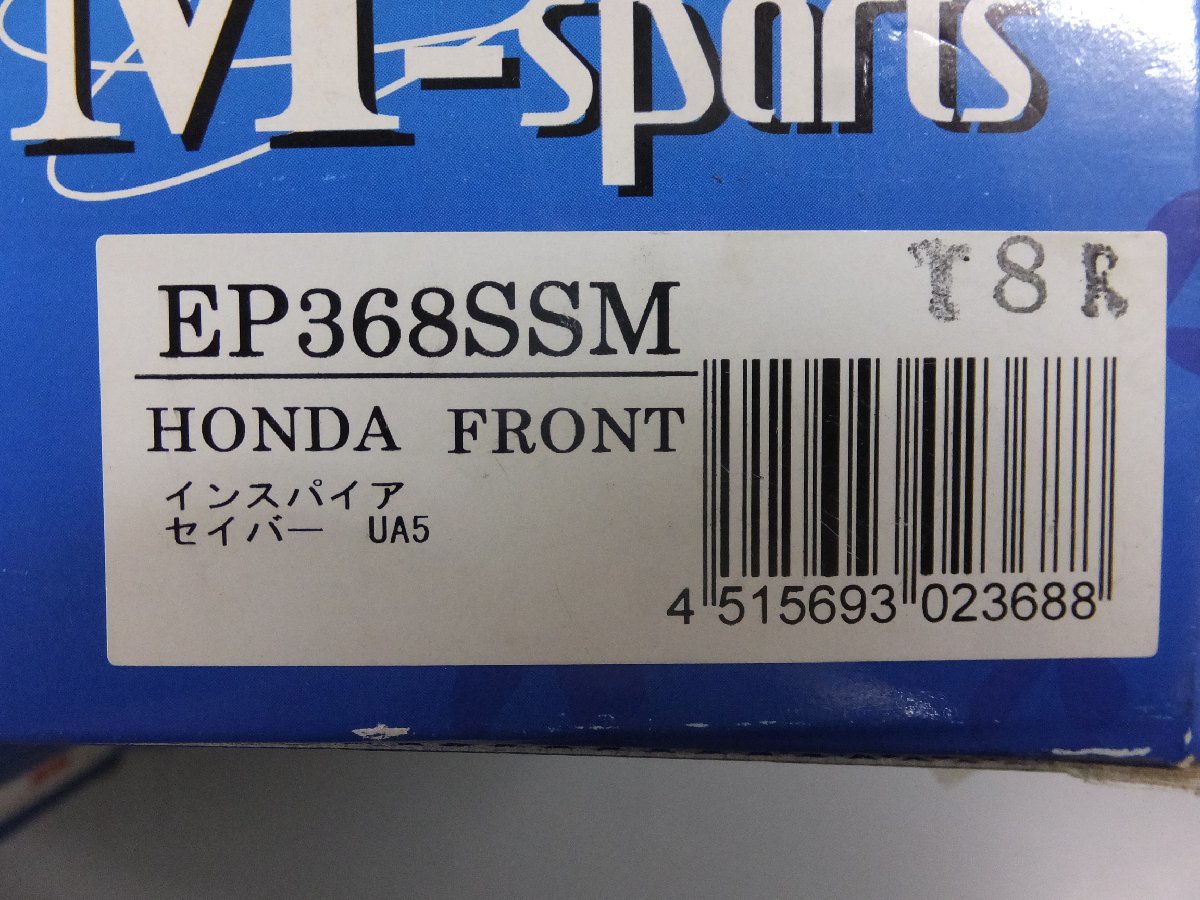 M-sports
T8R
EP368SSM
HONDA FRONT
インスパイア
セイバー UA5
4 515693 023688